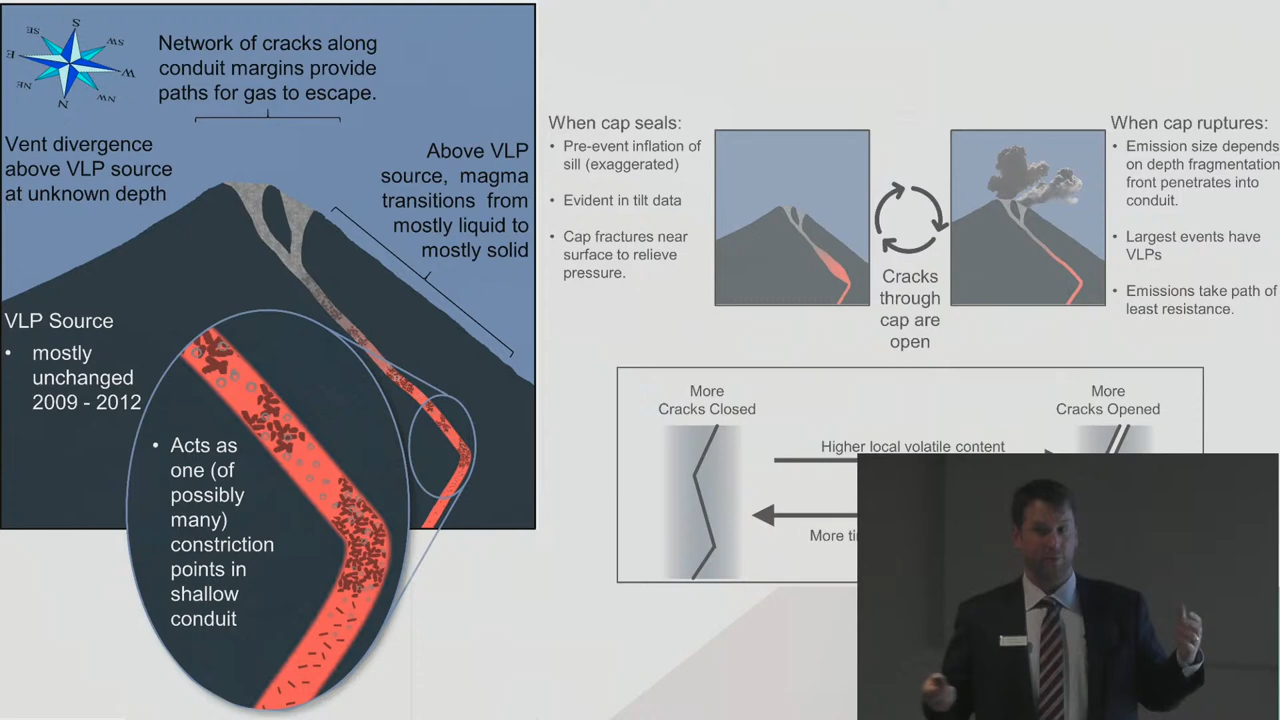 S
SE
SW
E
W
NE
NW
N
Network of cracks along
conduit margins provide
paths for gas to escape.
Vent divergence
above VLP source
at unknown depth
Above VLP
source, magma
transitions from
mostly liquid to
mostly solid
VLP Source
• mostly
unchanged
2009 - 2012
• Acts as
one (of
possibly
many)
constriction
points in
shallow
conduit
When cap seals:
• Pre-event inflation of
sill (exaggerated)
• Evident in tilt data
• Cap fractures near
surface to relieve
pressure.
Cracks
through
cap are
open
When cap ruptures:
• Emission size depends
on depth fragmentation
front penetrates into
conduit.
• Largest events have
VLPs
• Emissions take path of
least resistance.
More
Cracks Closed
More
Cracks Opened
Higher local volatile content
More